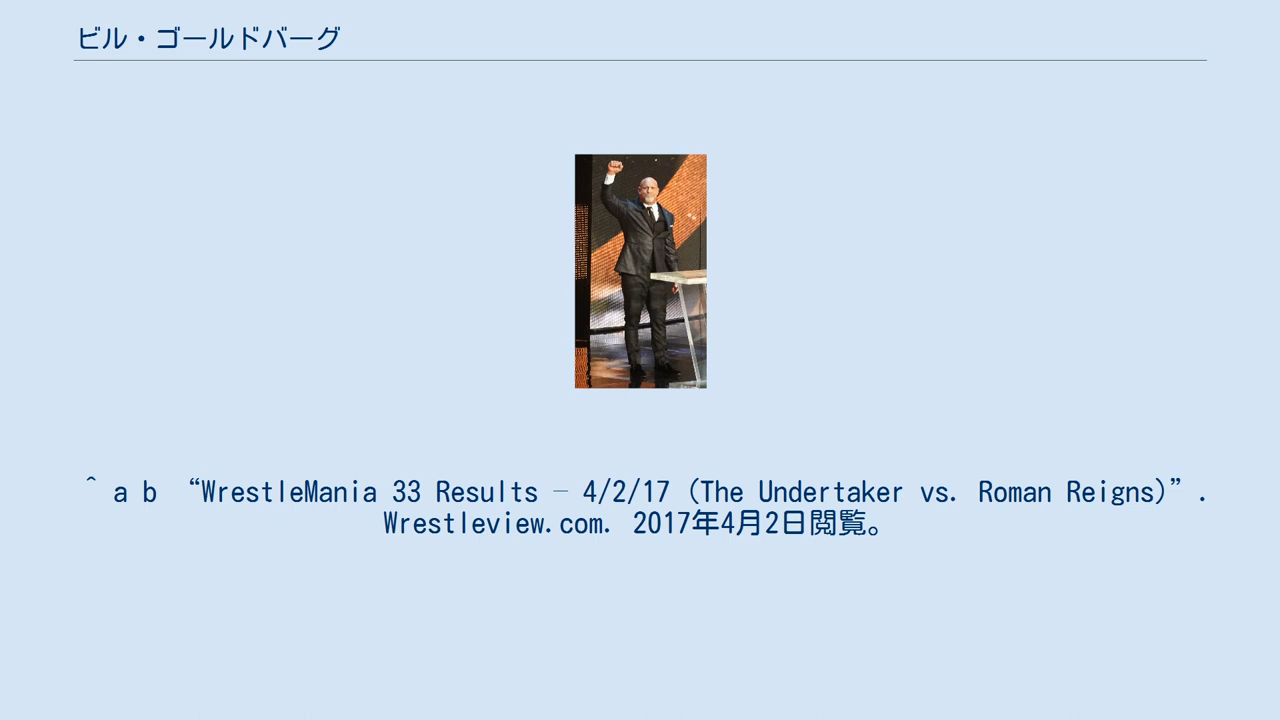 ビル・ゴールドバーグ
^ a b “WrestleMania 33 Results – 4/2/17 (The Undertaker vs. Roman Reigns)”.
Wrestleview.com. 2017年4月2日閲覧。